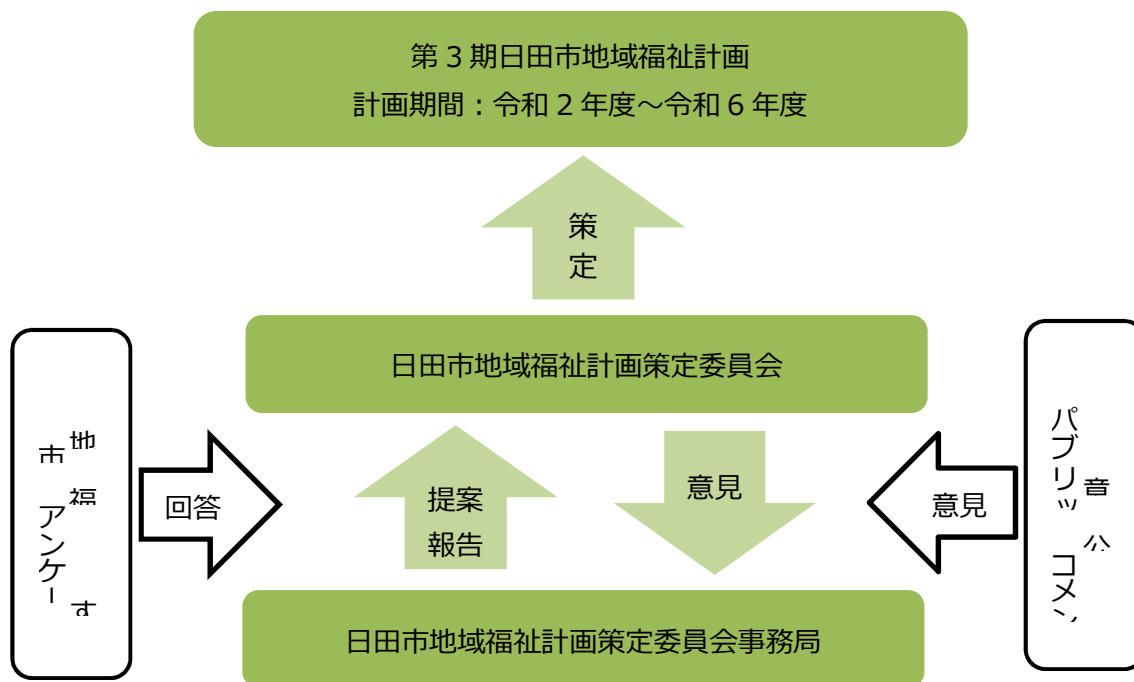 第3期日田市地域福祉計画
計画期間：令和2年度～令和6年度
策
定
日田市地域福祉計画策定委員会
回答
提案
報告
意見
意見
日田市地域福祉計画策定委員会事務局